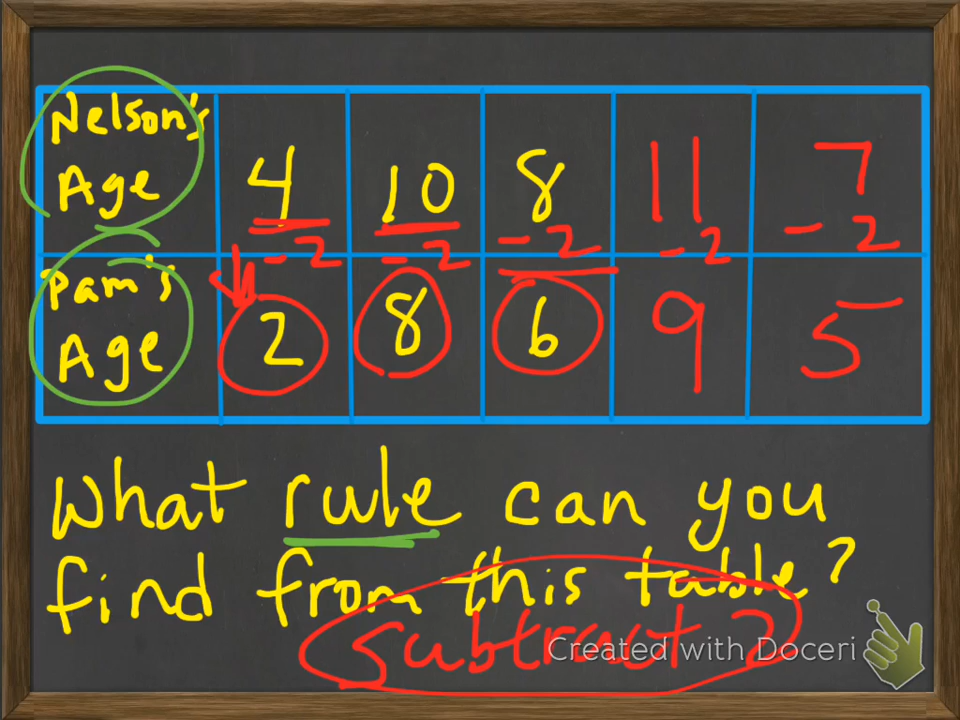 Nelson's
Age 4 10 8 11 7
-2 -2 -2 -2 -2
Pam's
Age 2 8 6 9 5
What rule can you
find from this table?
subtract 2
Created with Doceri